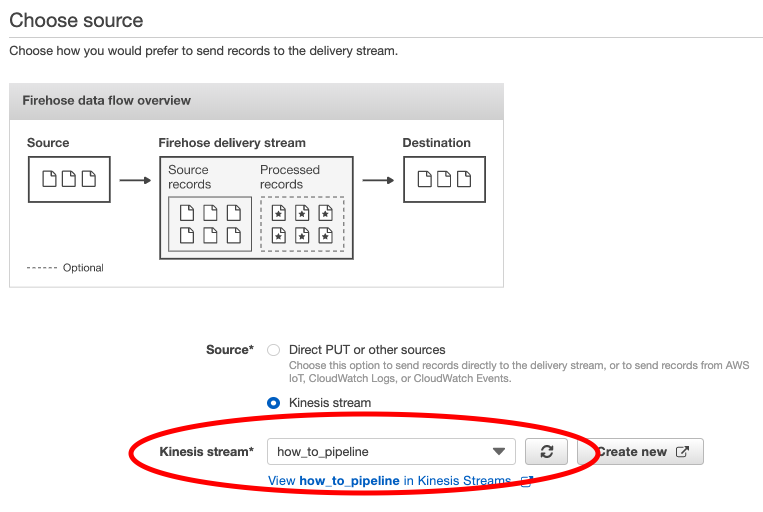 Choose source
Choose how you would prefer to send records to the delivery stream.
Firehose data flow overview
Source
Firehose delivery stream
Destination
Source
records
Processed
records
Optional
Source*
Direct PUT or other sources
Choose this option to send records directly to the delivery stream, or to send records from AWS
IoT, CloudWatch Logs, or CloudWatch Events.
Kinesis stream
Kinesis stream*
how_to_pipeline
Create new
View how_to_pipeline in Kinesis Streams